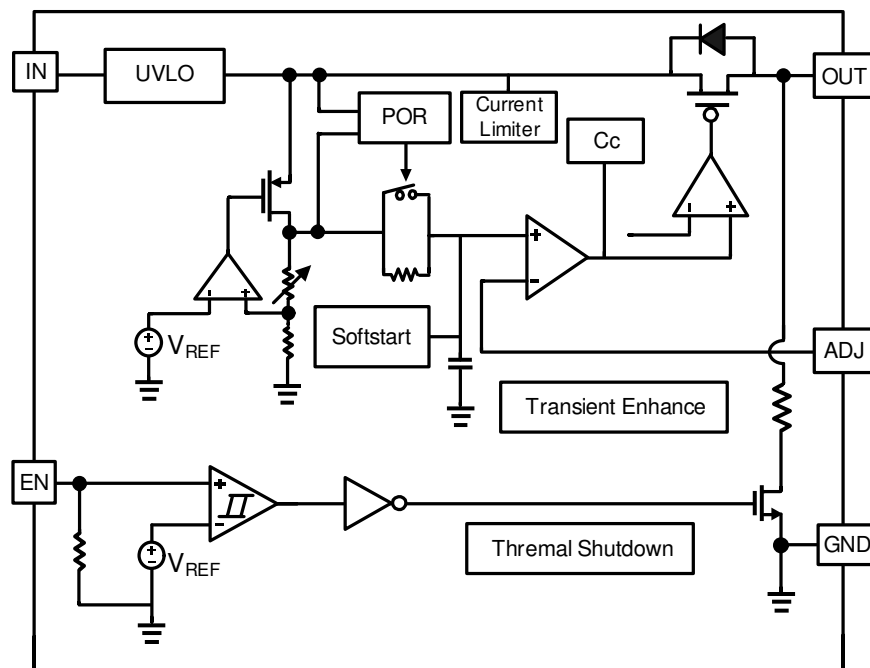 IN
UVLO
OUT
POR
Current
Limiter
Cc
+
-
-
+
-
+
+
-
VREF
Softstart
ADJ
Transient Enhance
EN
+
-
+
-
VREF
Thremal Shutdown
GND